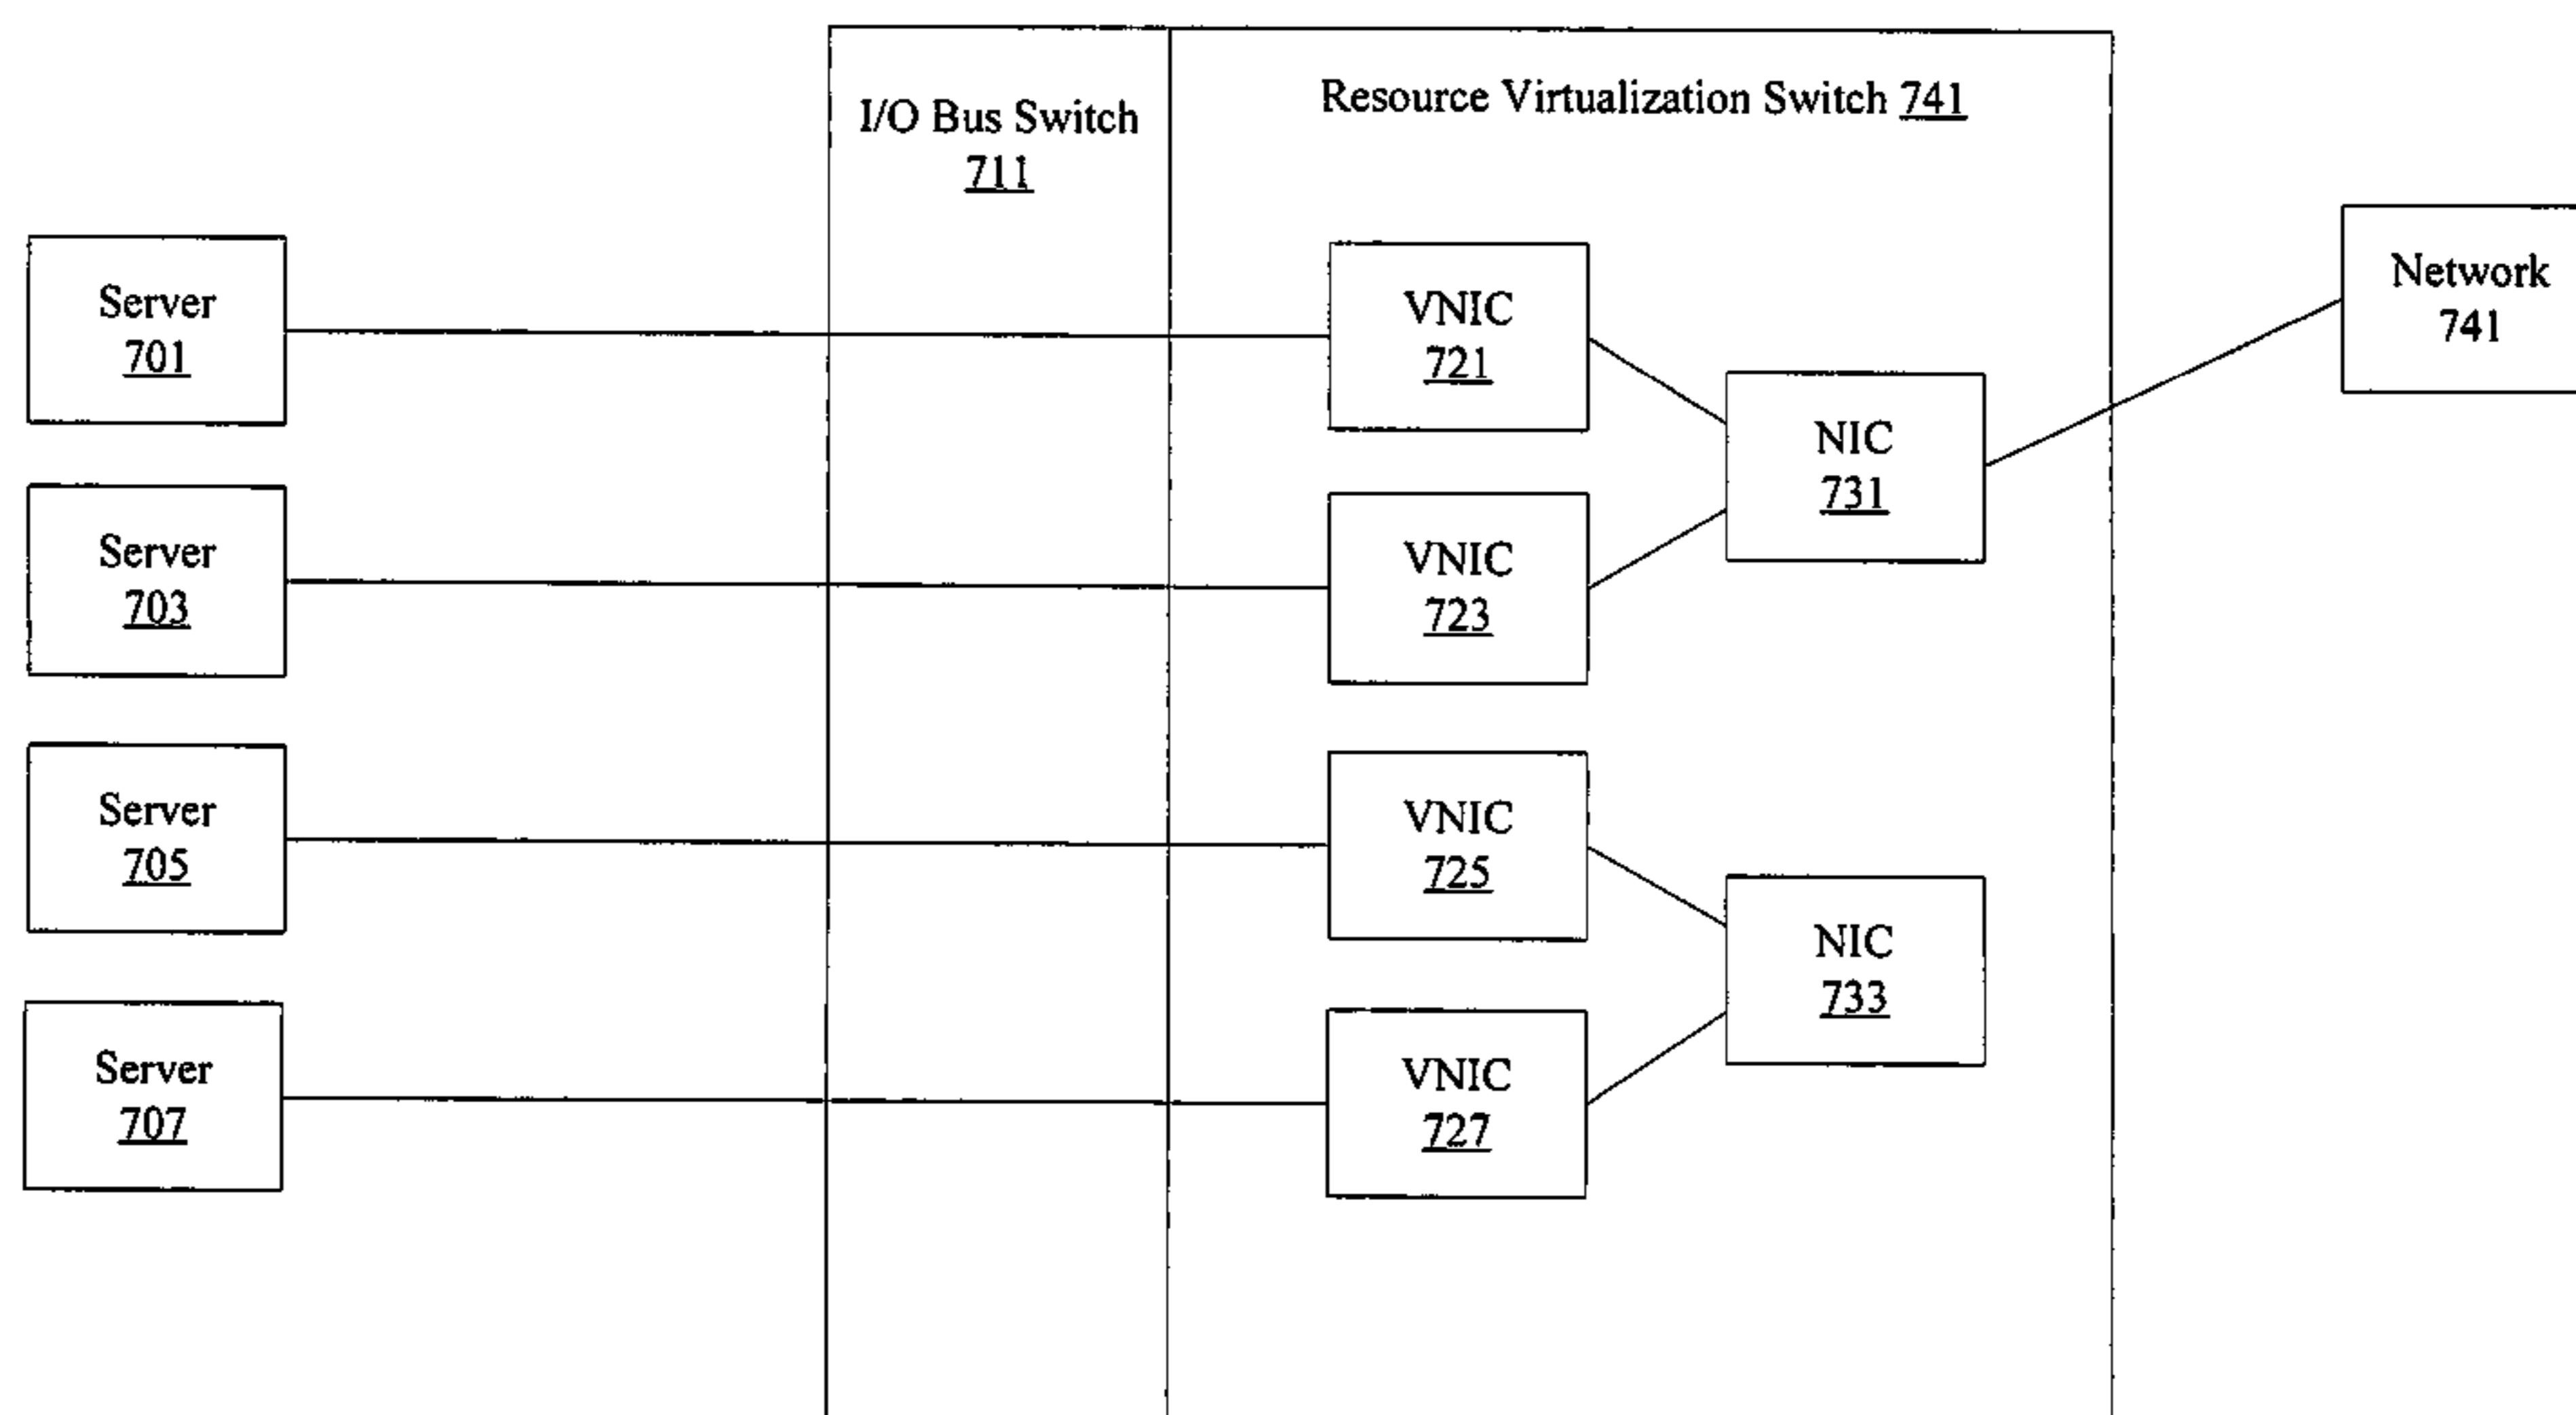 I/O Bus Switch
711
Resource Virtualization Switch 741
Server
701
VNIC
721
Network
741
NIC
731
Server
703
VNIC
723
Server
705
VNIC
725
NIC
733
Server
707
VNIC
727